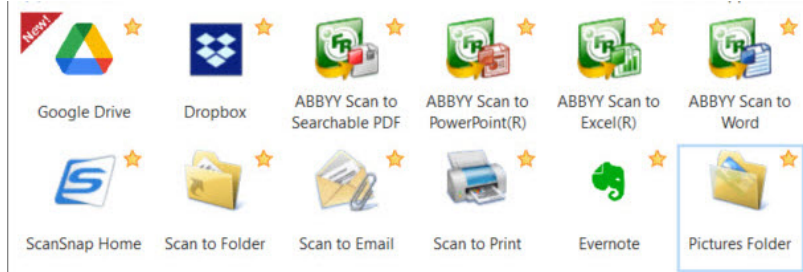 New!
Google Drive
Dropbox
ABBYY Scan to
Searchable PDF
ABBYY Scan to
PowerPoint(R)
ABBYY Scan to
Excel(R)
ABBYY Scan to
Word
ScanSnap Home
Scan to Folder
Scan to Email
Scan to Print
Evernote
Pictures Folder